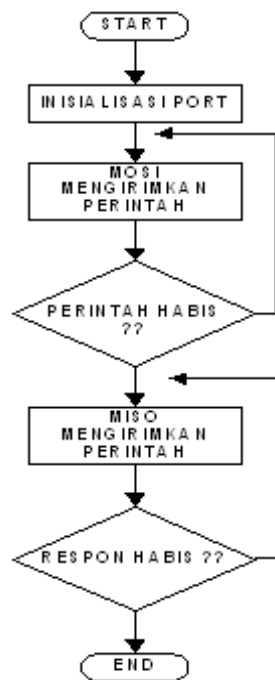 START
INISIALISASI PORT
MOSI
MENGIRIMKAN
PERINTAH
PERINTAH HABIS
??
MISO
MENGIRIMKAN
PERINTAH
RESPON HABIS ??
END